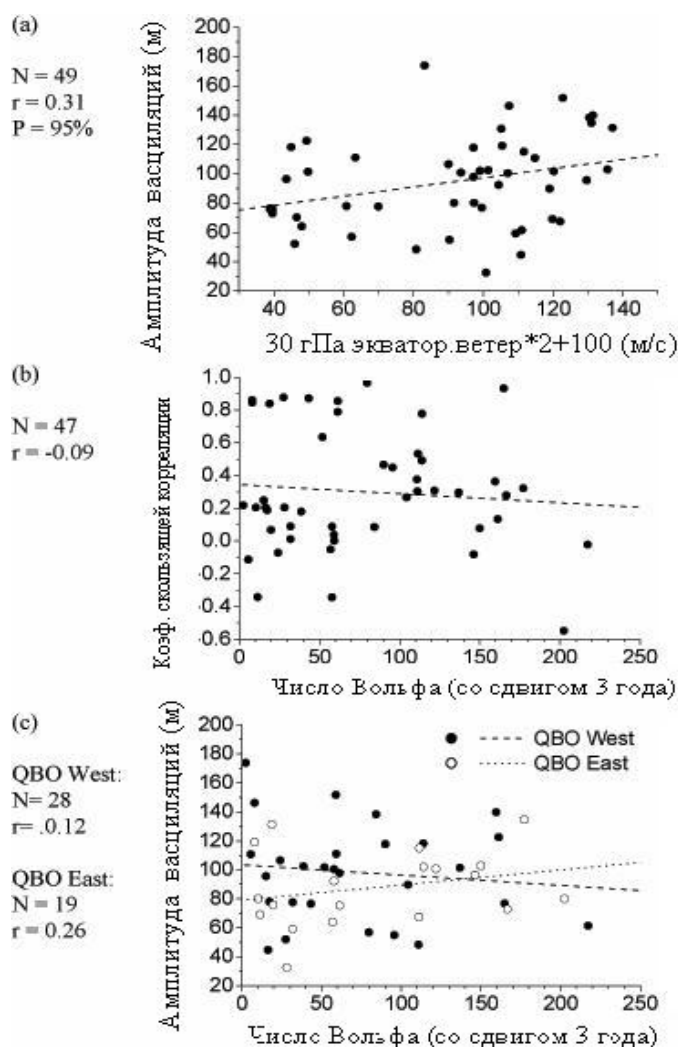 (a)
N = 49
r = 0.31
P = 95%
Амплитуда васциляций (м)
200
180
160
140
120
100
80
60
40
20
40 60 80 100 120 140
30 гПа экватор.ветер*2+100 (м/с)
(b)
N = 47
r = -0.09
Коэф. скользящей корреляции
1.0
0.8
0.6
0.4
0.2
0.0
0.2
0.4
0.6
0 50 100 150 200 250
Число Вольфа (со сдвигом 3 года)
(c)
QBO West:
N= 28
r= .0.12
QBO East:
N = 19
r = 0.26
Амплитуда васциляций (м)
200
180
160
140
120
100
80
60
40
20
QBO West
QBO East
0 50 100 150 200 250
Число Вольфа (со сдвигом 3 года)